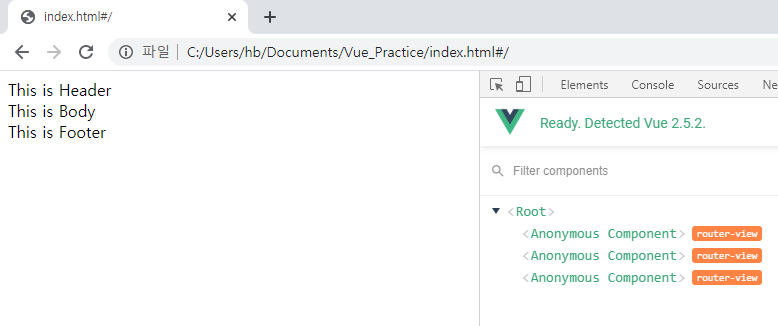 index.html#/
파일 C:/Users/hb/Documents/Vue_Practice/index.html#/
This is Header
This is Body
This is Footer
Elements Console Sources Ne
Ready. Detected Vue 2.5.2.
Filter components
<Root>
<Anonymous Component> router-view
<Anonymous Component> router-view
<Anonymous Component> router-view